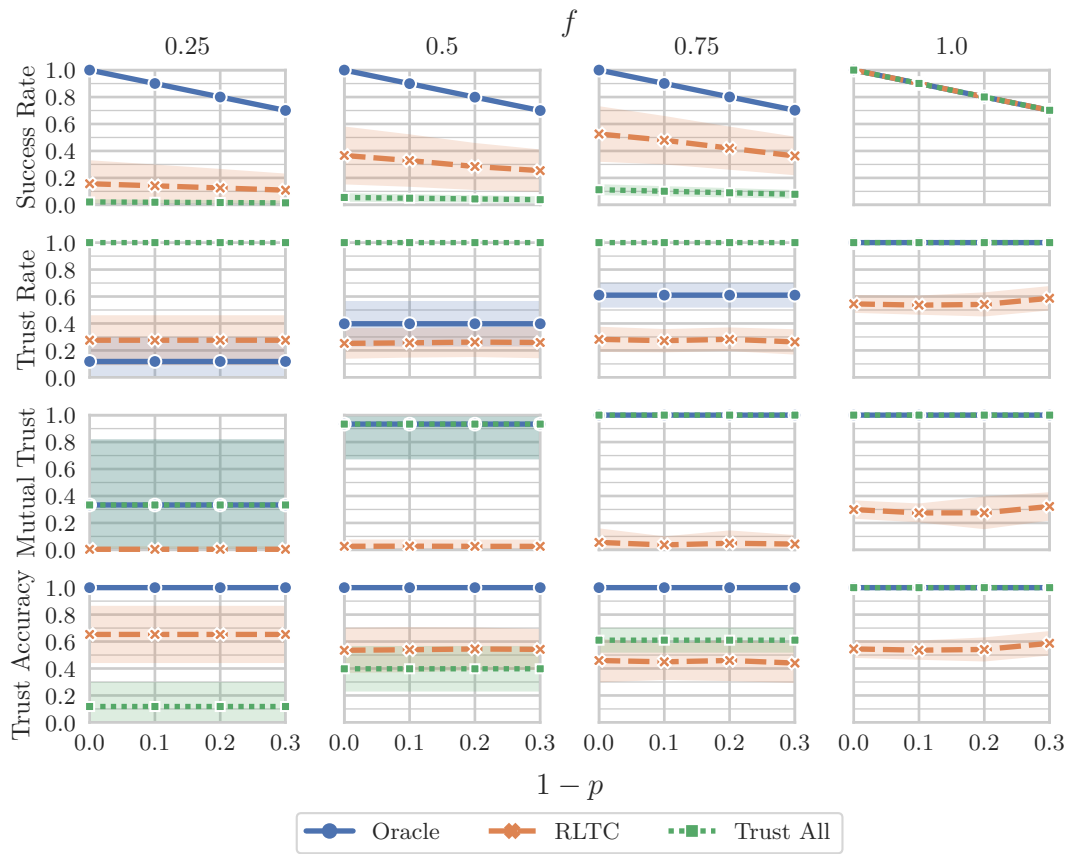 f
0.25 0.5 0.75 1.0
Success Rate
1.0
0.8
0.6
0.4
0.2
0.0
Trust Rate
1.0
0.8
0.6
0.4
0.2
0.0
Mutual Trust
1.0
0.8
0.6
0.4
0.2
0.0
Trust Accuracy
1.0
0.8
0.6
0.4
0.2
0.0
0.0 0.1 0.2 0.3 0.0 0.1 0.2 0.3 0.0 0.1 0.2 0.3 0.0 0.1 0.2 0.3
1 − p
Oracle RLTC Trust All